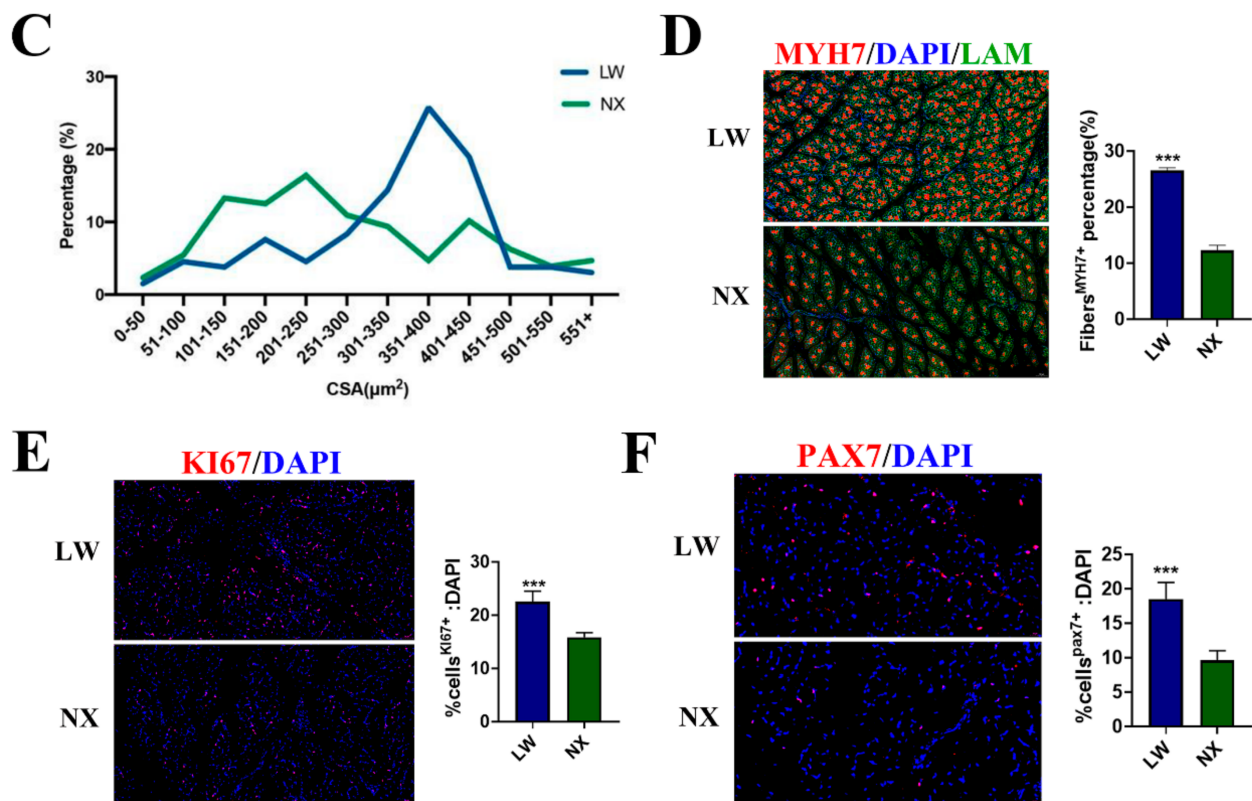 C
30
20
10
0
Percentage (%)
LW
NX
0-50
51-100
101-150
151-200
201-250
251-300
301-350
351-400
401-450
451-500
501-550
551+
CSA(µm²)
D
MYH7/DAPI/LAM
LW
NX
Fibers^MYH7+ percentage(%)
30
20
10
0
***
LW
NX
E
KI67/DAPI
LW
NX
%cells^KI67+ :DAPI
30
20
10
0
***
LW
NX
F
PAX7/DAPI
LW
NX
%cells^pax7+ :DAPI
25
20
15
10
5
0
***
LW
NX